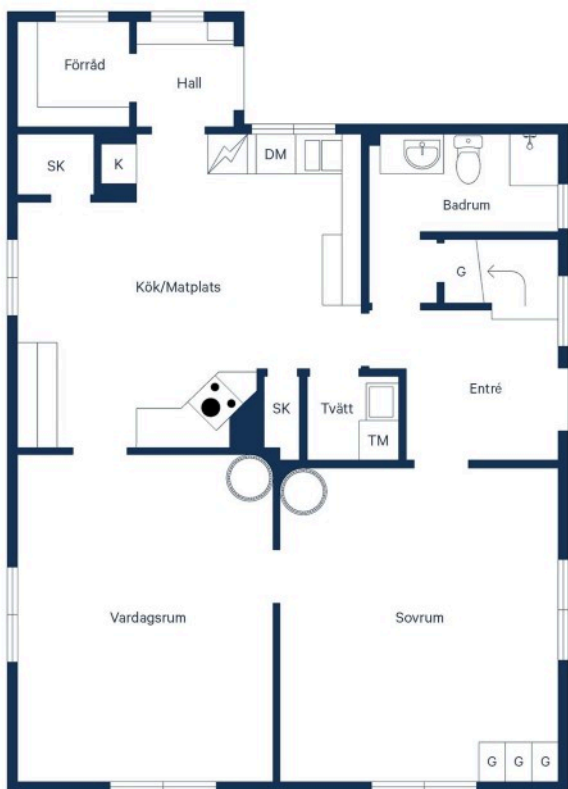 Förråd
Hall
SK
K
DM
Badrum
G
Kök/Matplats
Entré
SK
Tvätt
TM
Vardagsrum
Sovrum
G G G